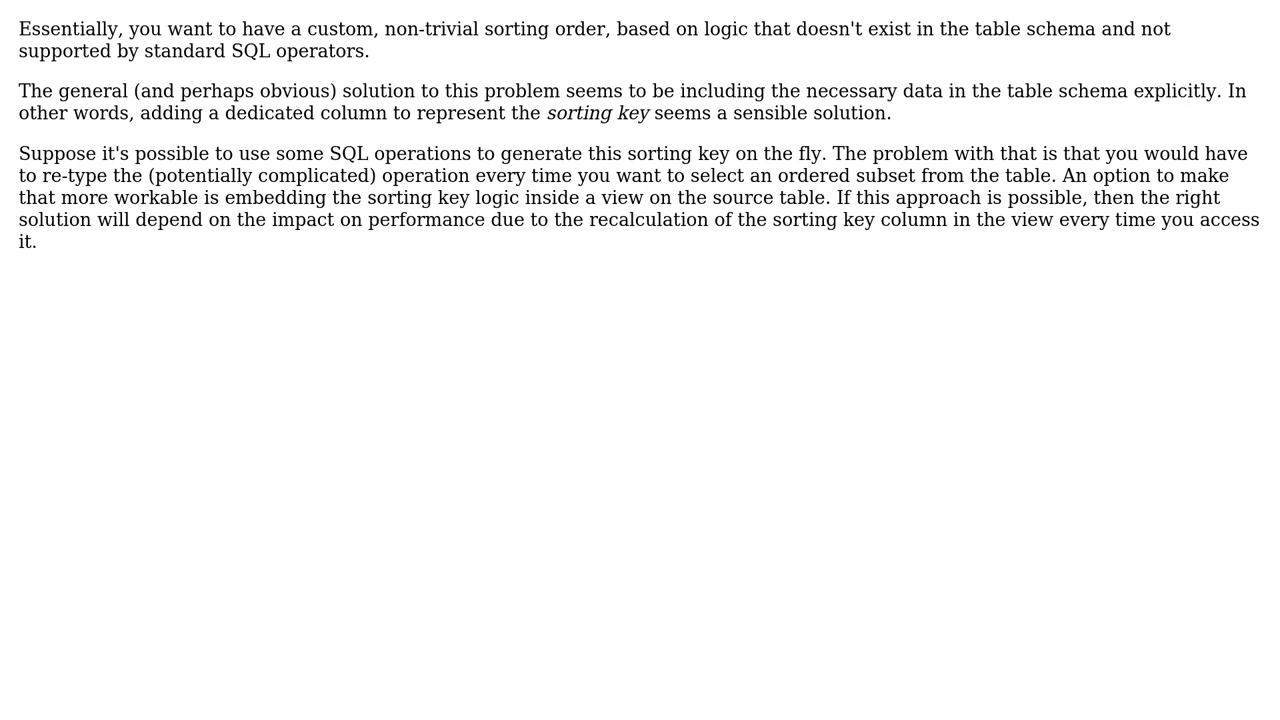 Essentially, you want to have a custom, non-trivial sorting order, based on logic that doesn't exist in the table schema and not
supported by standard SQL operators.
The general (and perhaps obvious) solution to this problem seems to be including the necessary data in the table schema explicitly. In
other words, adding a dedicated column to represent the sorting key seems a sensible solution.
Suppose it's possible to use some SQL operations to generate this sorting key on the fly. The problem with that is that you would have
to re-type the (potentially complicated) operation every time you want to select an ordered subset from the table. An option to make
that more workable is embedding the sorting key logic inside a view on the source table. If this approach is possible, then the right
solution will depend on the impact on performance due to the recalculation of the sorting key column in the view every time you access
it.